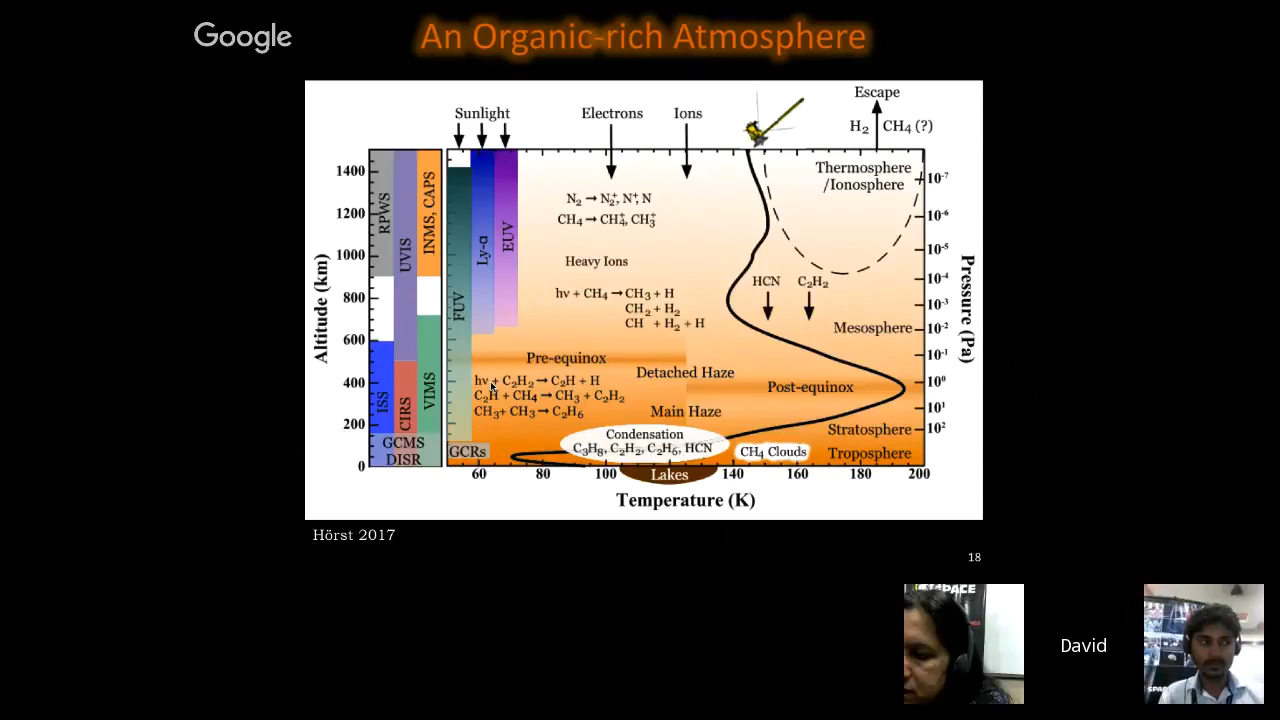 Google
An Organic-rich Atmosphere
Sunlight
Electrons
Ions
Escape
H₂ CH₄ (?)
Altitude (km)
1400
1200
1000
800
600
400
200
0
RPWS
UVIS
INMS, CAPS
ISS
CIRS
VIMS
GCMS
DISR
FUV
Ly-α
EUV
GCRs
N₂ → N₂⁺, N⁺, N
CH₄ → CH₄⁺, CH₃⁺
Heavy Ions
hν + CH₄ → CH₃ + H
CH₂ + H₂
CH + H₂ + H
Pre-equinox
hν + C₂H₂ → C₂H + H
C₂H + CH₄ → CH₃ + C₂H₂
CH₃+ CH₃ → C₂H₆
Detached Haze
Main Haze
Condensation
C₃H₈, C₂H₂, C₂H₆, HCN
CH₄ Clouds
Lakes
Thermosphere
/Ionosphere
HCN C₂H₂
Mesosphere
Post-equinox
Stratosphere
Troposphere
10⁻⁷
10⁻⁶
10⁻⁵
10⁻⁴
10⁻³
10⁻²
10⁻¹
10⁰
10¹
10²
Pressure (Pa)
60 80 100 140 160 180 200
Temperature (K)
Hörst 2017
18
SPACE
David